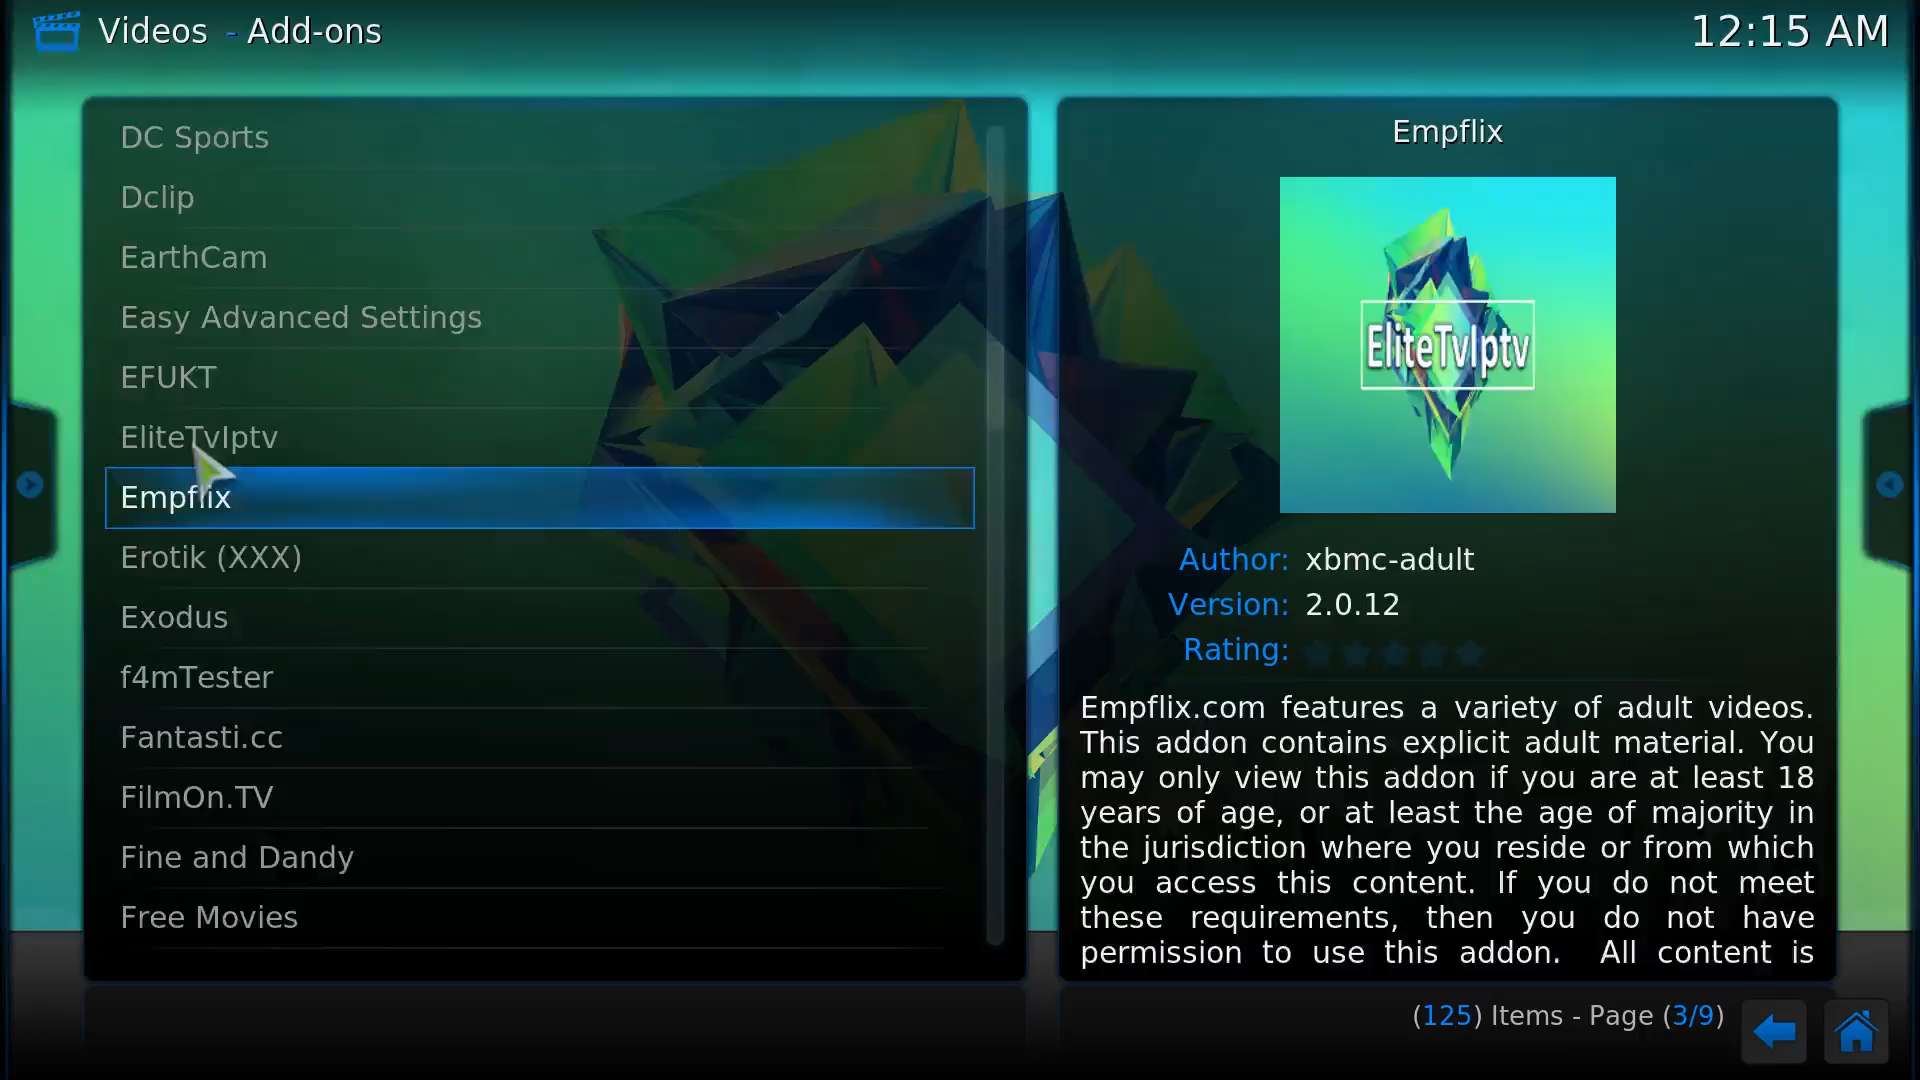 Videos - Add-ons
12:15 AM
DC Sports
Dclip
EarthCam
Easy Advanced Settings
EFUKT
EliteTvIptv
Empflix
Erotik (XXX)
Exodus
f4mTester
Fantasti.cc
FilmOn.TV
Fine and Dandy
Free Movies
Empflix
EliteTvIptv
Author: xbmc-adult
Version: 2.0.12
Rating:
Empflix.com features a variety of adult videos.
This addon contains explicit adult material. You
may only view this addon if you are at least 18
years of age, or at least the age of majority in
the jurisdiction where you reside or from which
you access this content. If you do not meet
these requirements, then you do not have
permission to use this addon. All content is
(125) Items - Page (3/9)